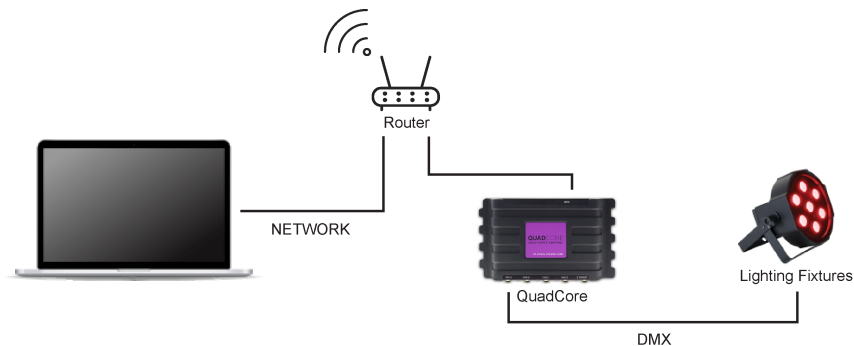 Router
NETWORK
QUADCORE
QuadCore
Lighting Fixtures
DMX